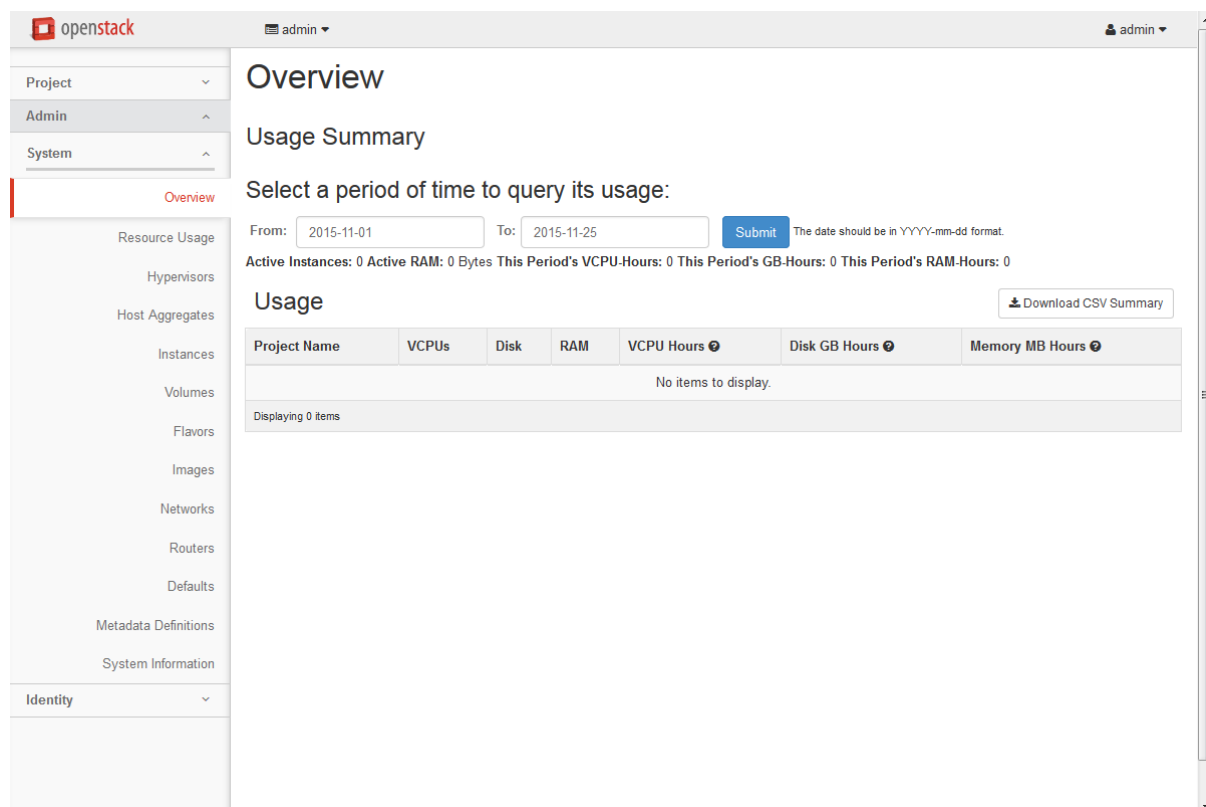 openstack
admin
admin
Project
Admin
System
Overview
Resource Usage
Hypervisors
Host Aggregates
Instances
Volumes
Flavors
Images
Networks
Routers
Defaults
Metadata Definitions
System Information
Identity
Overview
Usage Summary
Select a period of time to query its usage:
From: 2015-11-01 To: 2015-11-25 Submit The date should be in YYYY-mm-dd format.
Active Instances: 0 Active RAM: 0 Bytes This Period's VCPU-Hours: 0 This Period's GB-Hours: 0 This Period's RAM-Hours: 0
Usage
Download CSV Summary
Project Name VCPUs Disk RAM VCPU Hours Disk GB Hours Memory MB Hours
No items to display.
Displaying 0 items